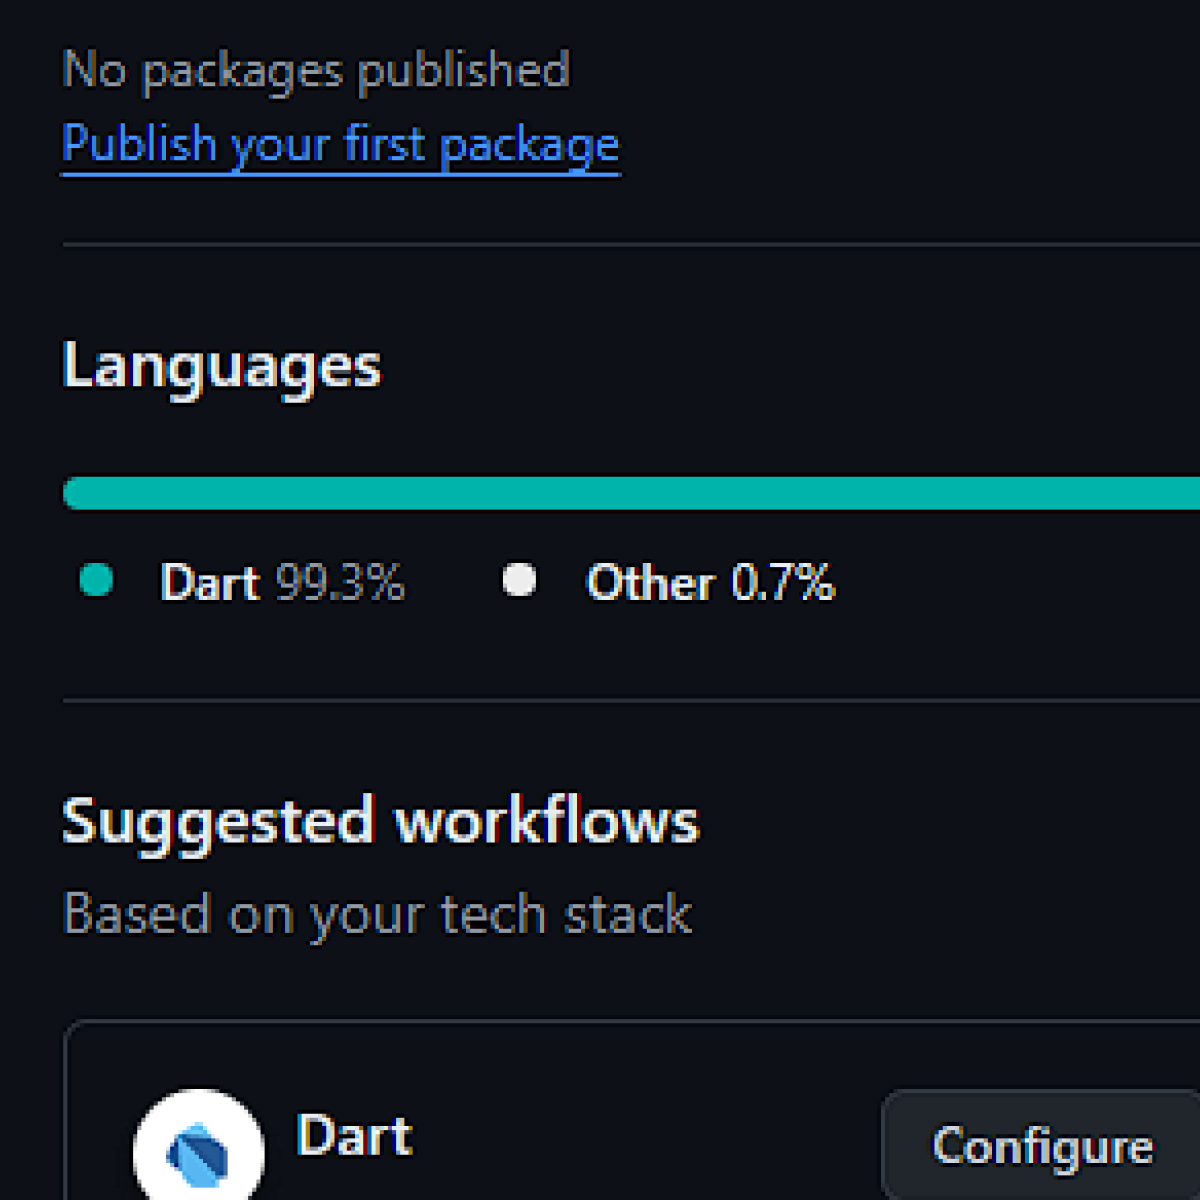 No packages published
Publish your first package
Languages
Dart 99.3% Other 0.7%
Suggested workflows
Based on your tech stack
Dart Configure